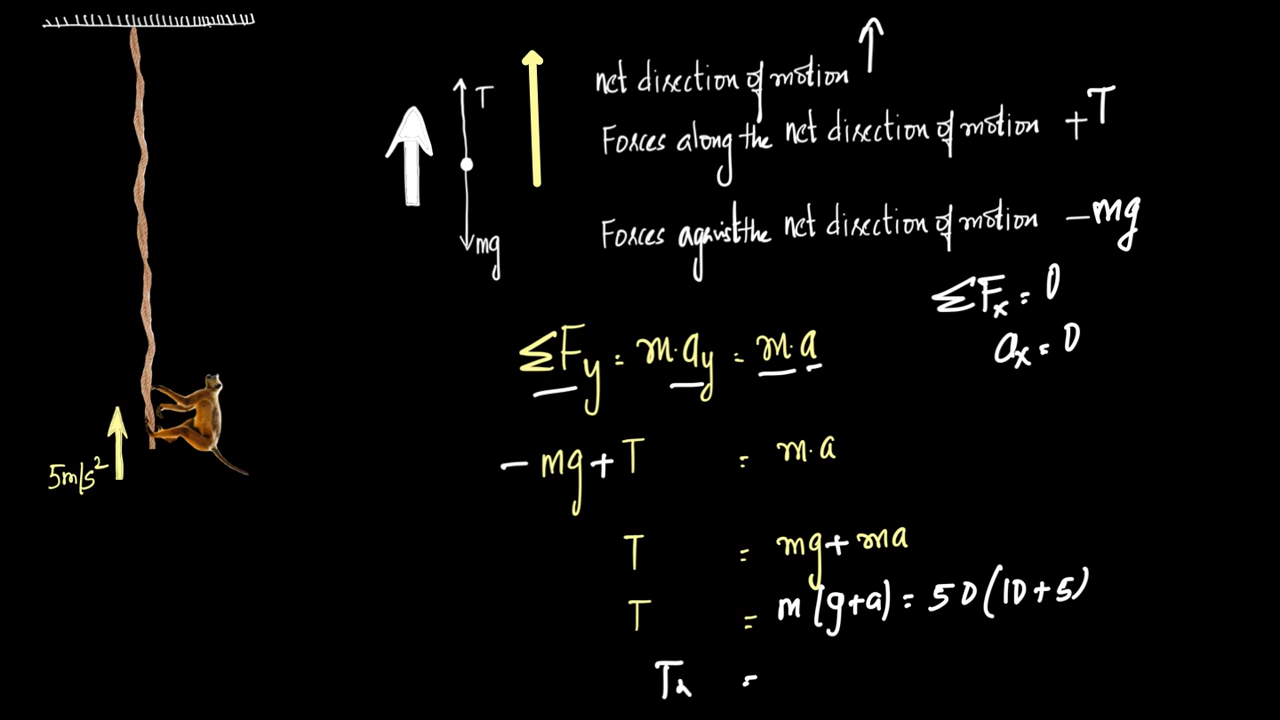 net direction of motion ↑
T
Forces along the net direction of motion +T
Forces against the net direction of motion -mg
mg
ΣFx = 0
ax = 0
ΣFy = m.ay = m.a
-mg + T = m.a
5m/s²
T = mg + ma
T = m(g+a) = 50(10+5)
=